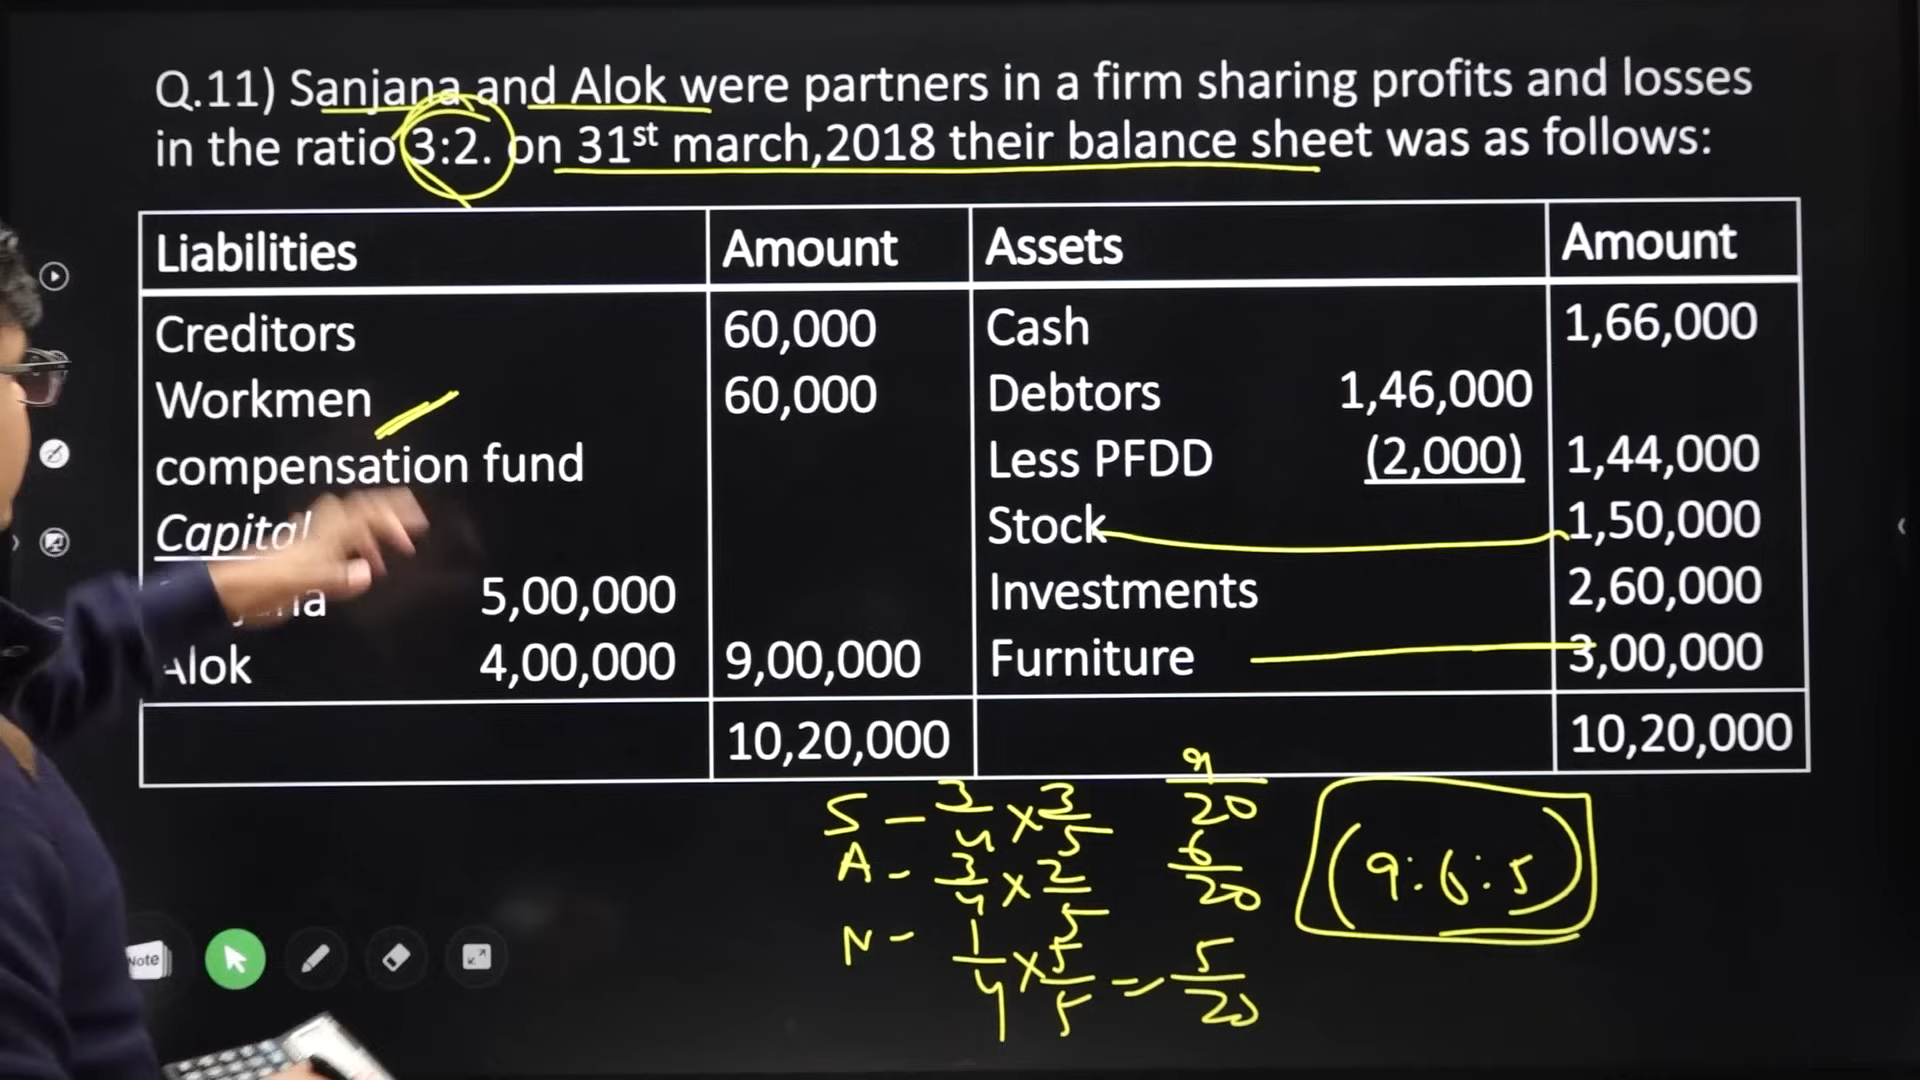 Q.11) Sanjana and Alok were partners in a firm sharing profits and losses
in the ratio 3:2. on 31st march,2018 their balance sheet was as follows:
Liabilities Amount Assets Amount
Creditors 60,000 Cash 1,66,000
Workmen 60,000 Debtors 1,46,000
compensation fund Less PFDD (2,000) 1,44,000
Capital Stock 1,50,000
5,00,000 Investments 2,60,000
Alok 4,00,000 9,00,000 Furniture 3,00,000
10,20,000 10,20,000
S - 3/4 × 3/5 9/20
A - 3/4 × 2/5 6/20
N - 1/4 × 5/5 = 5/20
(9:6:5)
Note